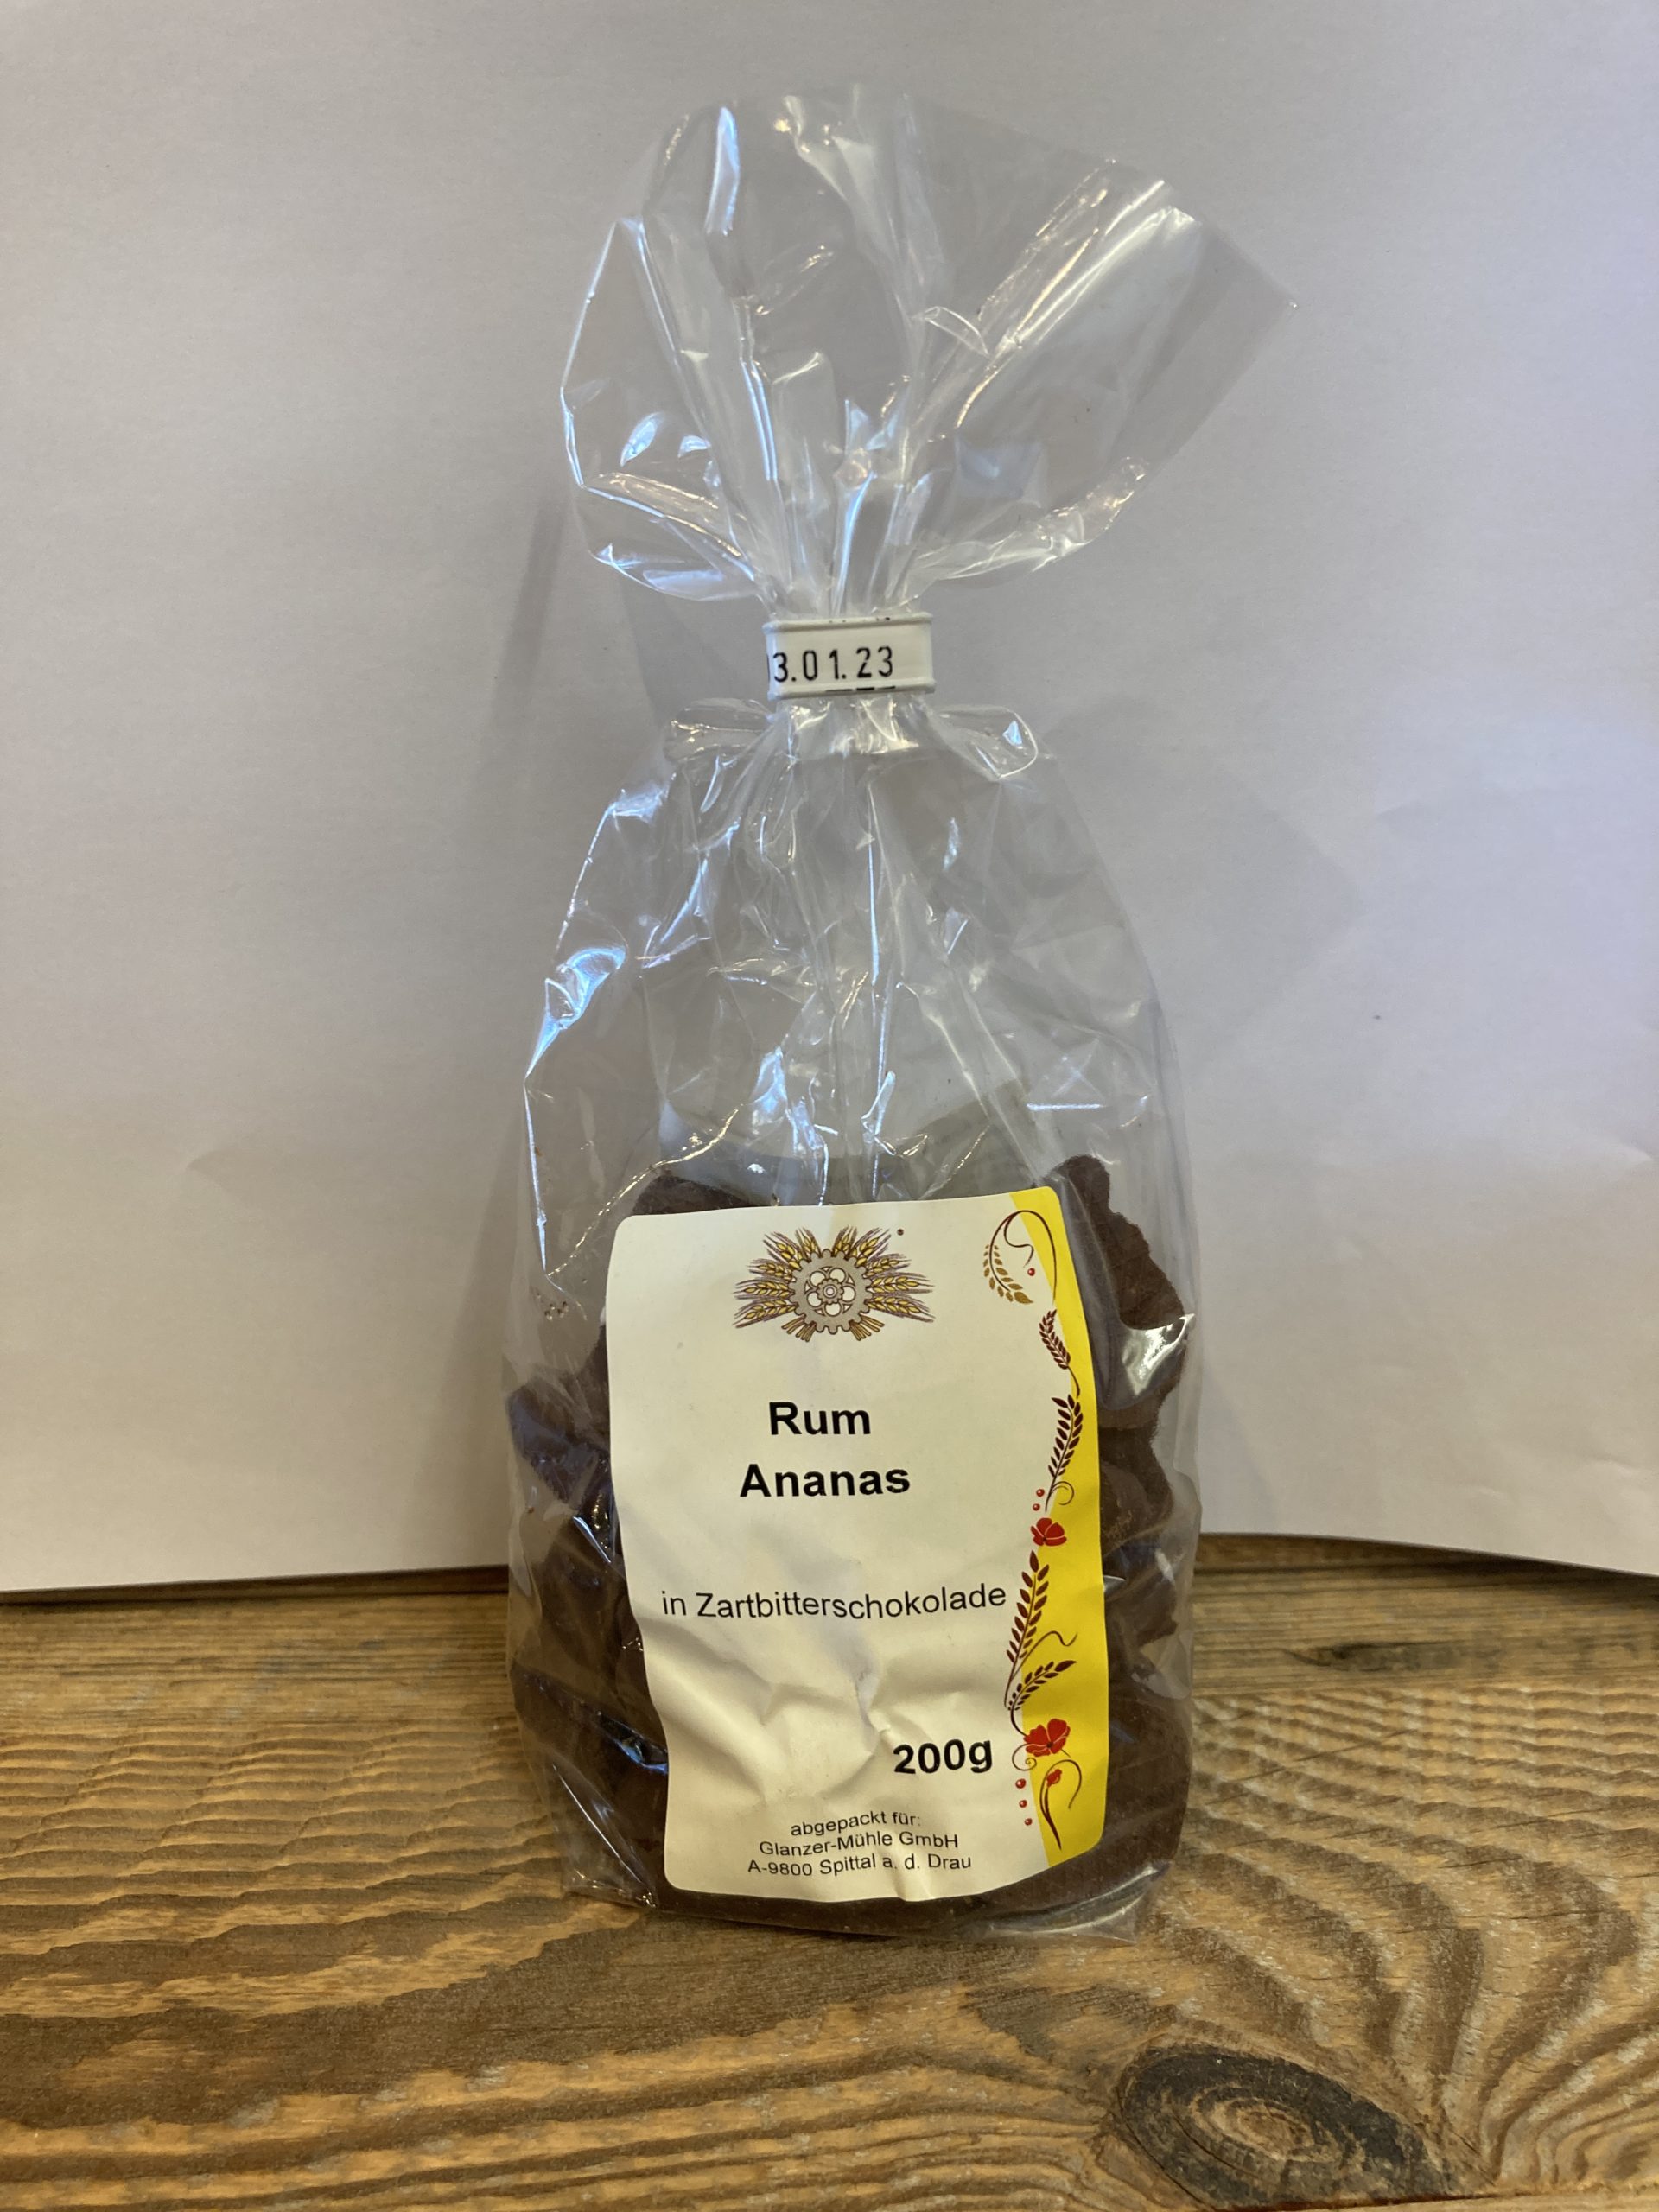 3.01.23
Rum
Ananas
in Zartbitterschokolade
200g
abgepackt für:
Glanzer-Mühle GmbH
A-9800 Spittal a. d. Drau